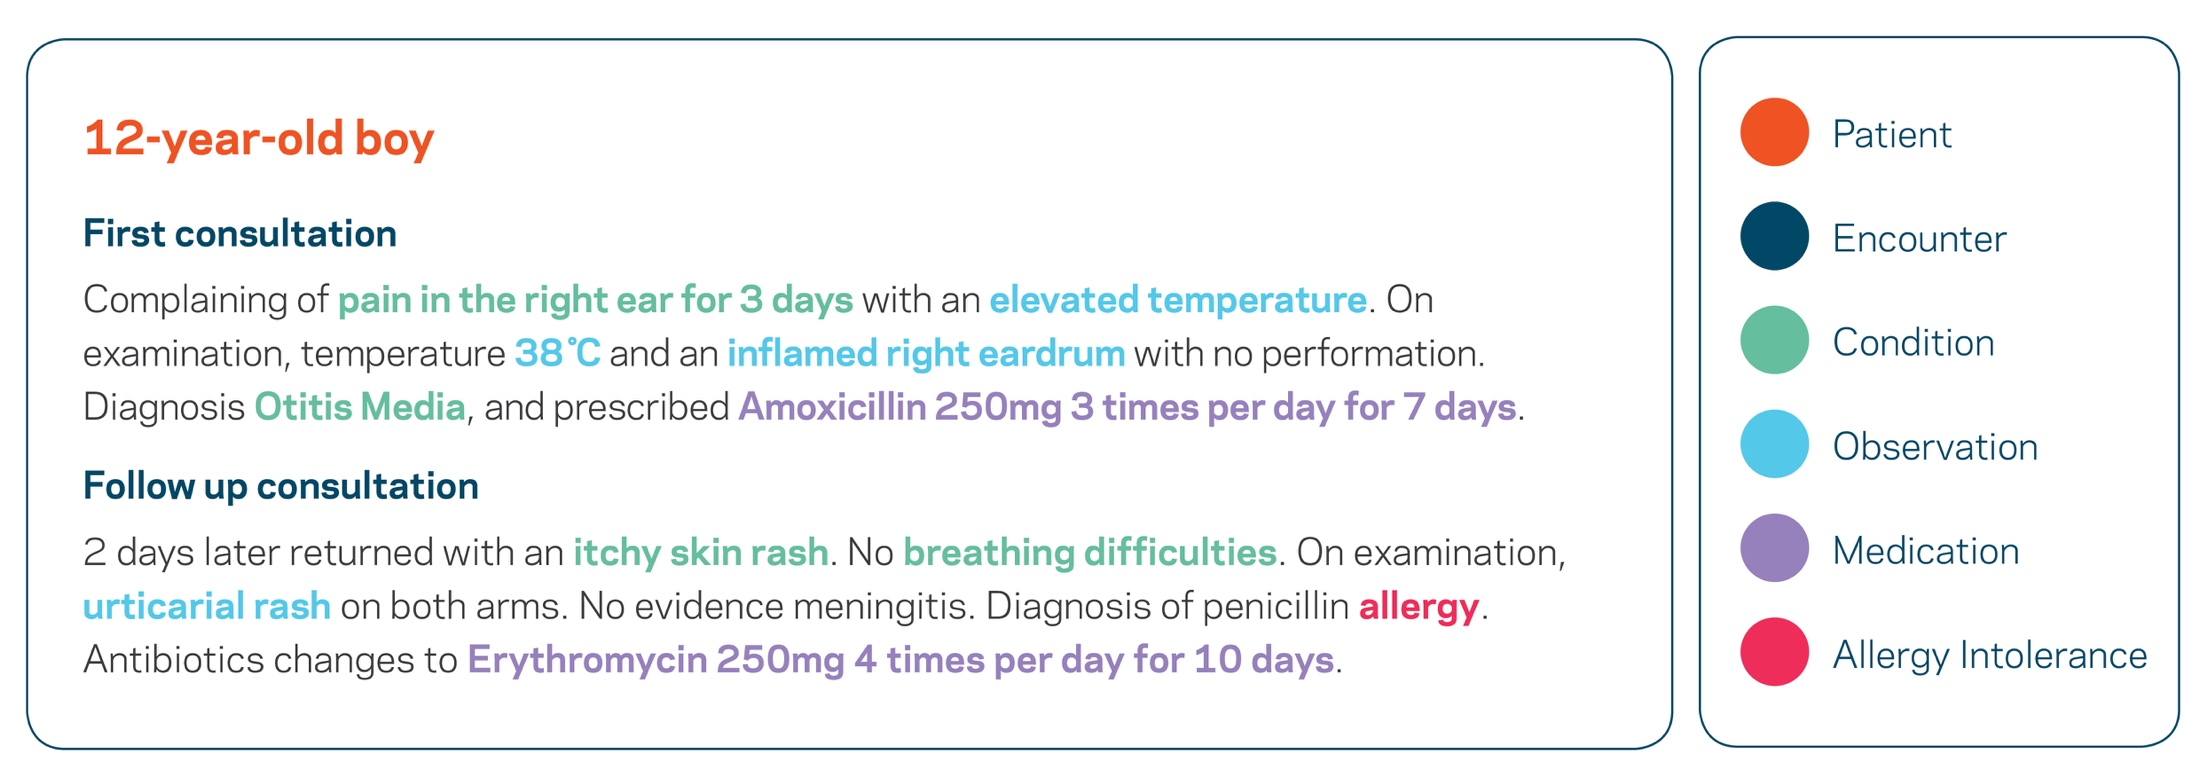 12-year-old boy
First consultation
Complaining of pain in the right ear for 3 days with an elevated temperature. On
examination, temperature 38°C and an inflamed right eardrum with no performation.
Diagnosis Otitis Media, and prescribed Amoxicillin 250mg 3 times per day for 7 days.
Follow up consultation
2 days later returned with an itchy skin rash. No breathing difficulties. On examination,
urticarial rash on both arms. No evidence meningitis. Diagnosis of penicillin allergy.
Antibiotics changes to Erythromycin 250mg 4 times per day for 10 days.
Patient
Encounter
Condition
Observation
Medication
Allergy Intolerance